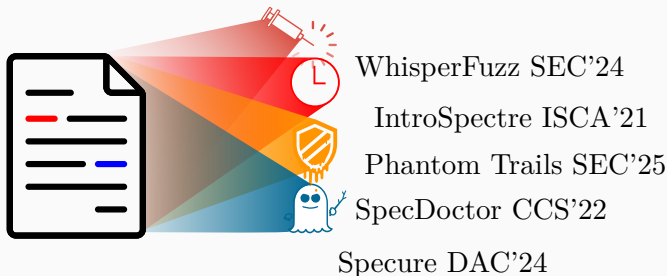 WhisperFuzz SEC’24
IntroSpectre ISCA’21
Phantom Trails SEC’25
SpecDoctor CCS’22
Specure DAC’24